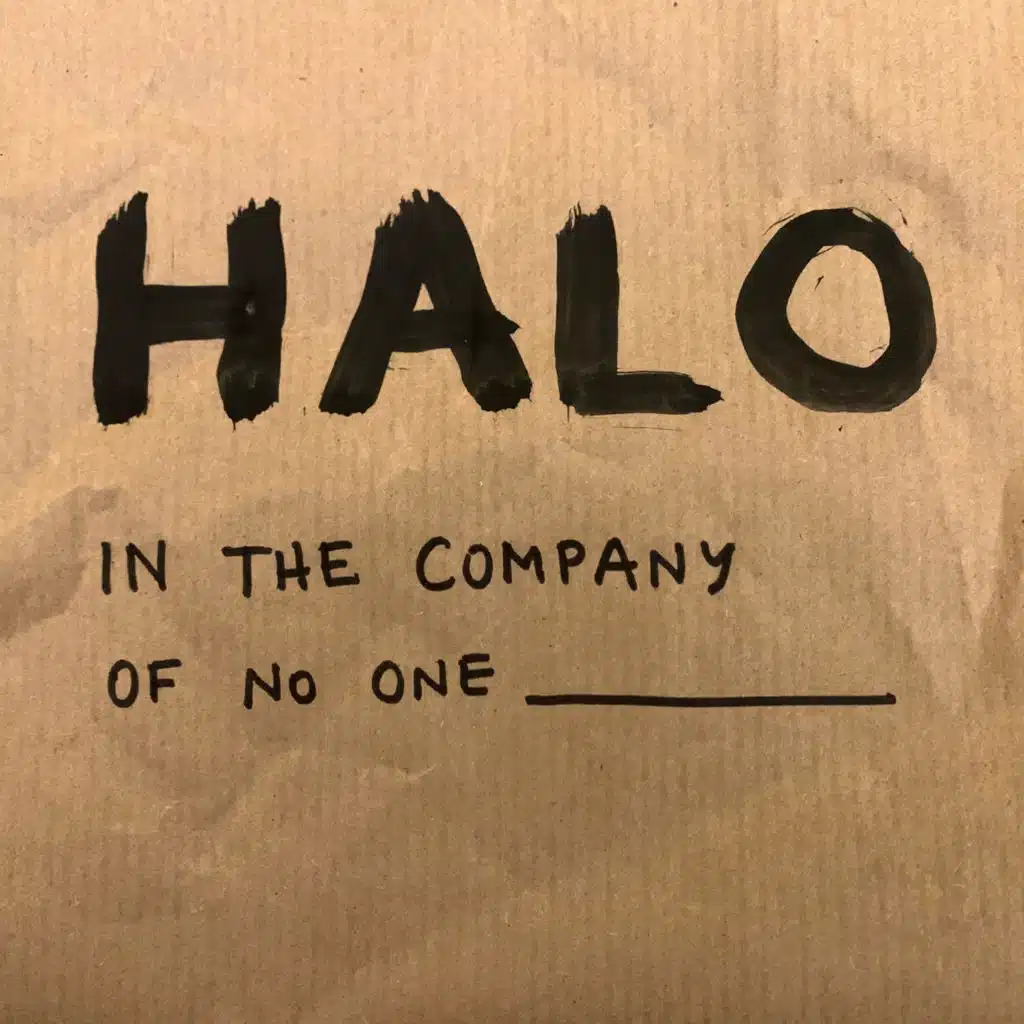 HALO
IN THE COMPANY
OF NO ONE